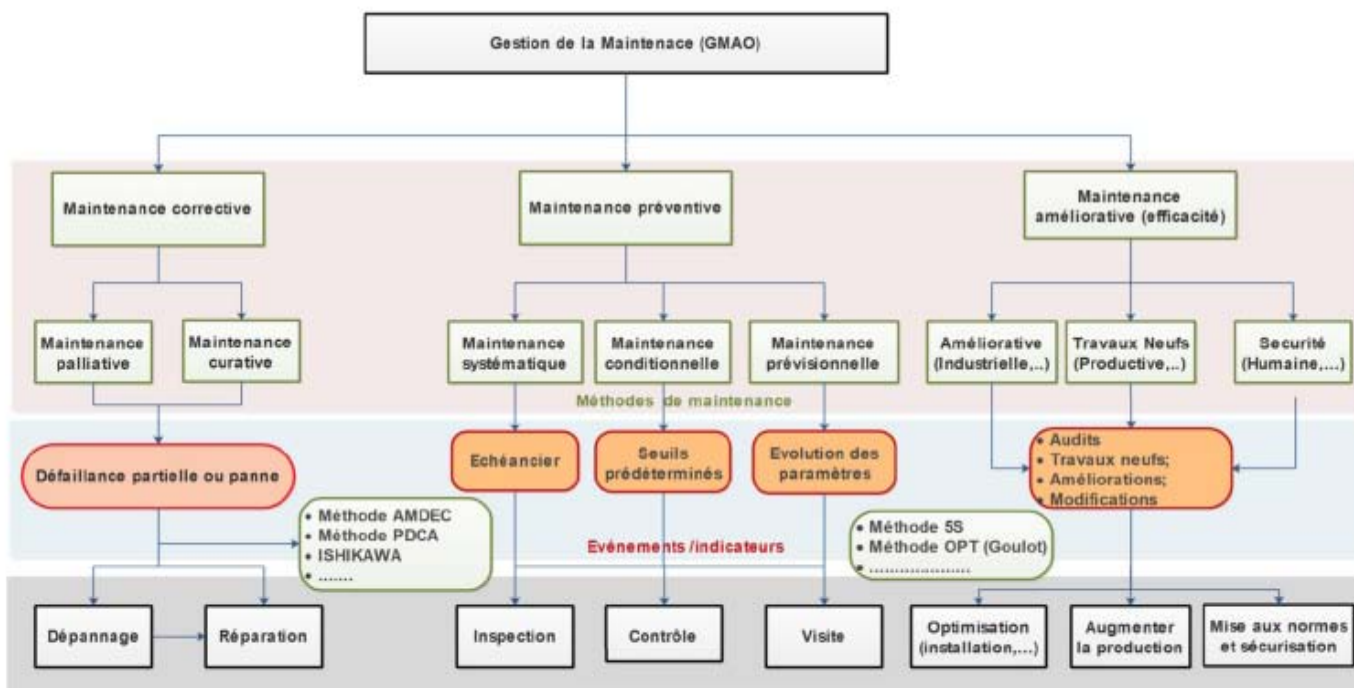 Gestion de la Maintenace (GMAO)
Maintenance corrective
Maintenance préventive
Maintenance
améliorative (efficacité)
Maintenance
palliative
Maintenance
curative
Maintenance
systématique
Maintenance
conditionnelle
Maintenance
prévisionnelle
Améliorative
(Industrielle,..)
Travaux Neufs
(Productive,..)
Securité
(Humaine,...)
Méthodes de maintenance
Défaillance partielle ou panne
Echéancier
Seuils
prédéterminés
Evolution des
paramètres
• Audits
• Travaux neufs;
• Améliorations;
• Modifications
• Méthode AMDEC
• Méthode PDCA
• ISHIKAWA
• .......
Evénements /indicateurs
• Méthode 5S
• Méthode OPT (Goulot)
• .....................
Dépannage
Réparation
Inspection
Contrôle
Visite
Optimisation
(installation,...)
Augmenter
la production
Mise aux normes
et sécurisation